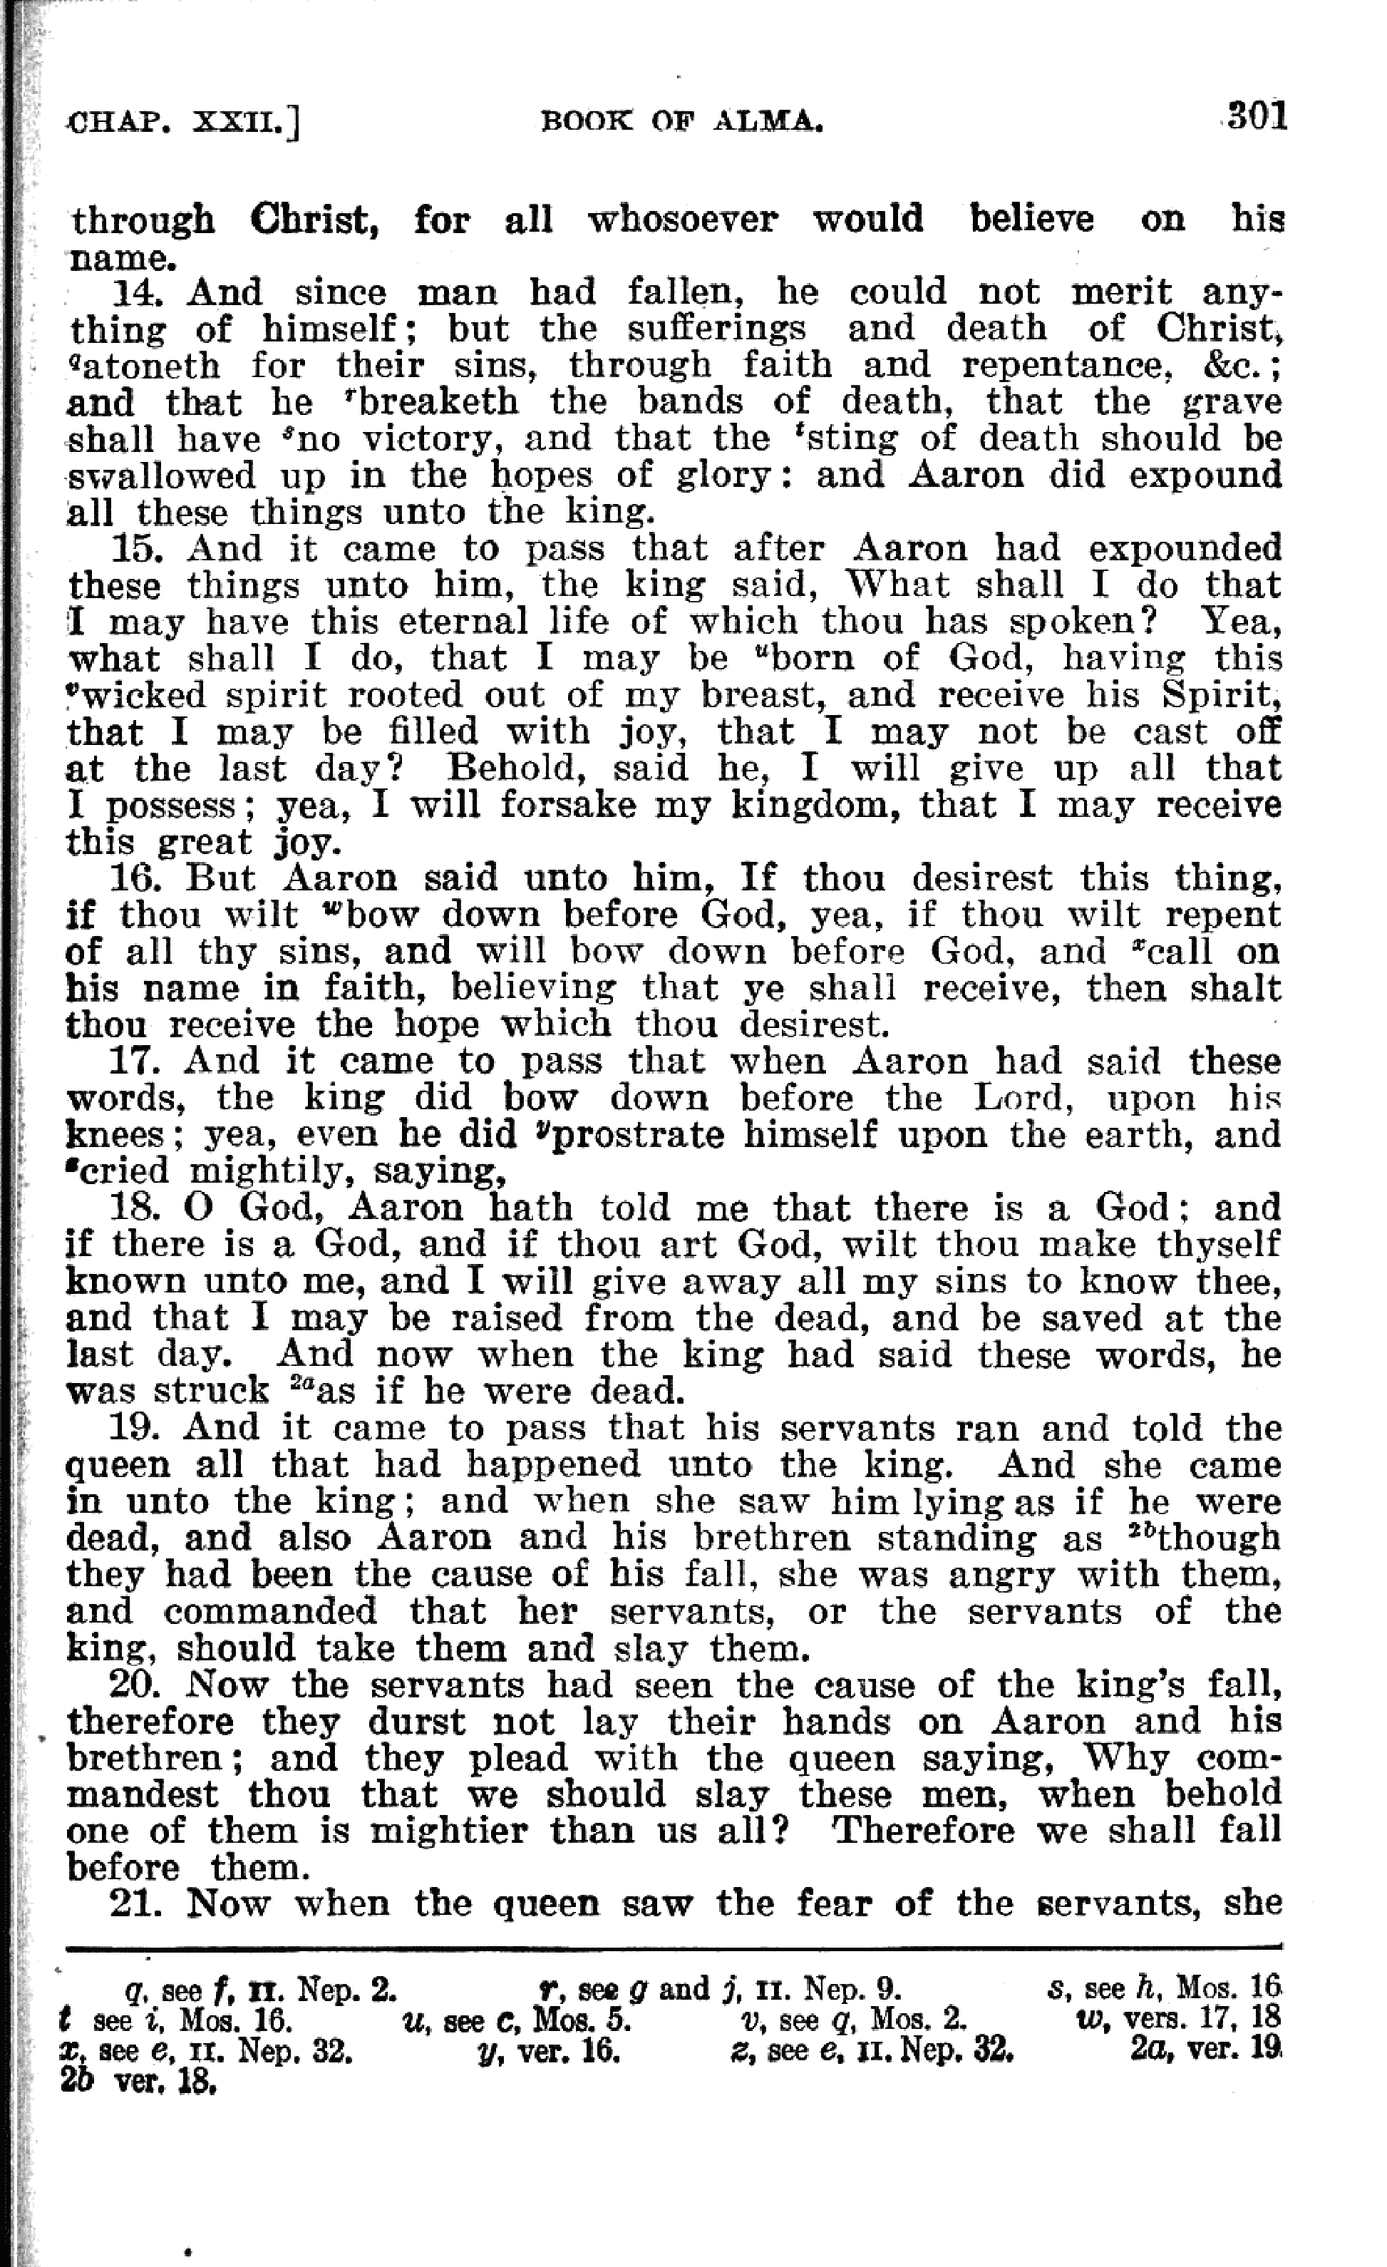 CHAP. XXII.] BOOK OF ALMA. 301
through Christ, for all whosoever would believe on his
name.
14. And since man had fallen, he could not merit any-
thing of himself; but the sufferings and death of Christ,
qatoneth for their sins, through faith and repentance, &c.;
and that he rbreaketh the bands of death, that the grave
shall have sno victory, and that the tsting of death should be
swallowed up in the hopes of glory: and Aaron did expound
all these things unto the king.
15. And it came to pass that after Aaron had expounded
these things unto him, the king said, What shall I do that
I may have this eternal life of which thou has spoken? Yea,
what shall I do, that I may be uborn of God, having this
vwicked spirit rooted out of my breast, and receive his Spirit,
that I may be filled with joy, that I may not be cast off
at the last day? Behold, said he, I will give up all that
I possess; yea, I will forsake my kingdom, that I may receive
this great joy.
16. But Aaron said unto him, If thou desirest this thing,
if thou wilt wbow down before God, yea, if thou wilt repent
of all thy sins, and will bow down before God, and xcall on
his name in faith, believing that ye shall receive, then shalt
thou receive the hope which thou desirest.
17. And it came to pass that when Aaron had said these
words, the king did bow down before the Lord, upon his
knees; yea, even he did yprostrate himself upon the earth, and
zcried mightily, saying,
18. O God, Aaron hath told me that there is a God; and
if there is a God, and if thou art God, wilt thou make thyself
known unto me, and I will give away all my sins to know thee,
and that I may be raised from the dead, and be saved at the
last day. And now when the king had said these words, he
was struck 2aas if he were dead.
19. And it came to pass that his servants ran and told the
queen all that had happened unto the king. And she came
in unto the king; and when she saw him lying as if he were
dead, and also Aaron and his brethren standing as 2bthough
they had been the cause of his fall, she was angry with them,
and commanded that her servants, or the servants of the
king, should take them and slay them.
20. Now the servants had seen the cause of the king's fall,
therefore they durst not lay their hands on Aaron and his
brethren; and they plead with the queen saying, Why com-
mandest thou that we should slay these men, when behold
one of them is mightier than us all? Therefore we shall fall
before them.
21. Now when the queen saw the fear of the servants, she
q, see f, II. Nep. 2. r, see g and j, II. Nep. 9. s, see h, Mos. 16
t see i, Mos. 16. u, see c, Mos. 5. v, see q, Mos. 2. w, vers. 17, 18
x, see e, II. Nep. 32. y, ver. 16. z, see e, II. Nep. 32. 2a, ver. 19.
2b ver. 18.